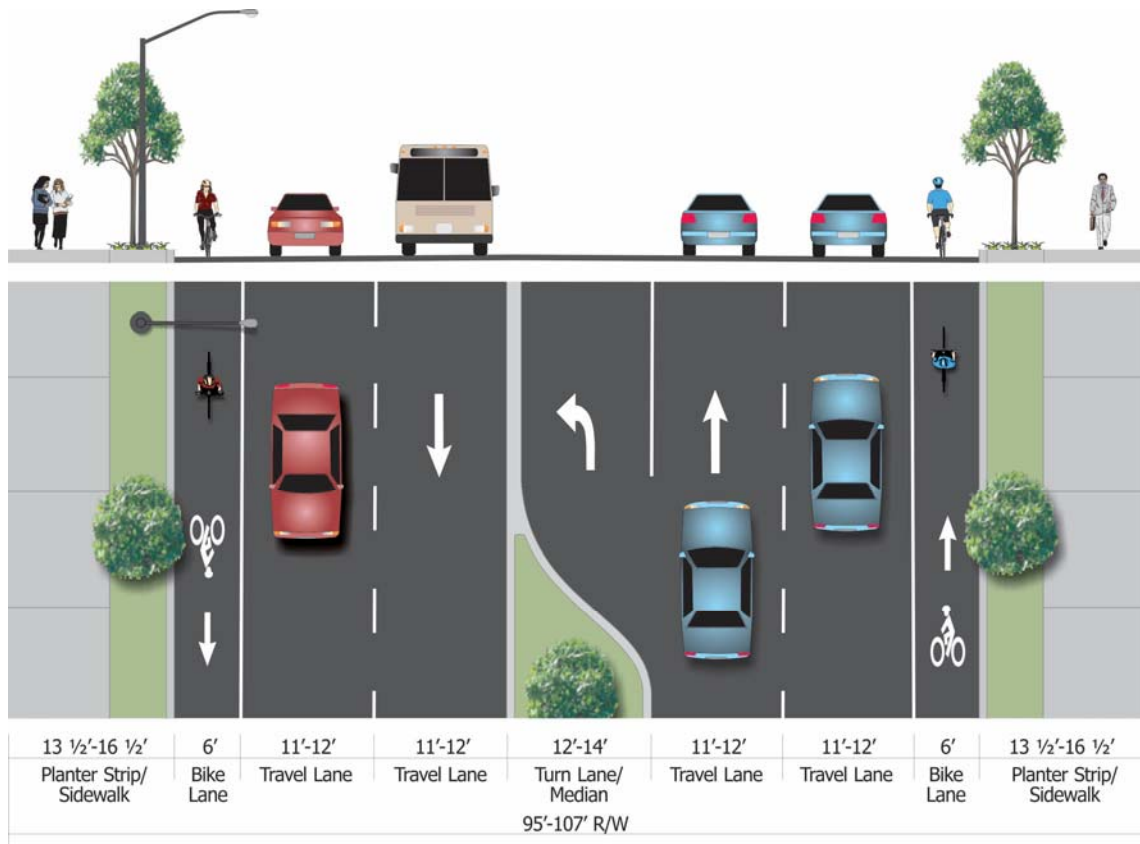 13 ½’-16 ½’ 6’ 11’-12’ 11’-12’ 12’-14’ 11’-12’ 11’-12’ 6’ 13 ½’-16 ½’
Planter Strip/ Bike Travel Lane Travel Lane Turn Lane/ Travel Lane Travel Lane Bike Planter Strip/
Sidewalk Lane Median Lane Sidewalk
95’-107’ R/W